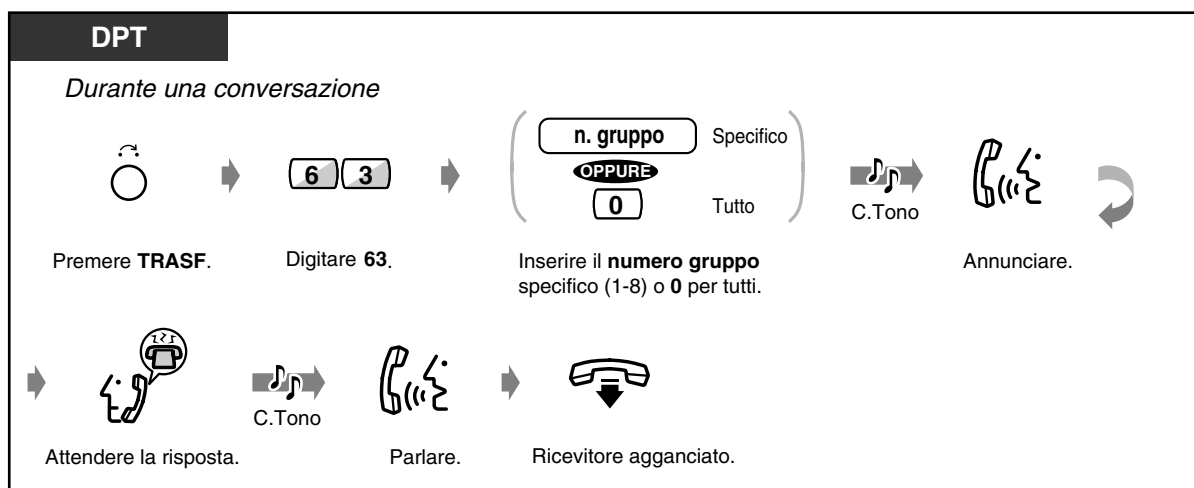 DPT
Durante una conversazione
6 3
n. gruppo Specifico
OPPURE
0 Tutto
C.Tono
Premere TRASF.
Digitare 63.
Inserire il numero gruppo
specifico (1-8) o 0 per tutti.
Annunciare.
C.Tono
Attendere la risposta.
Parlare.
Ricevitore agganciato.